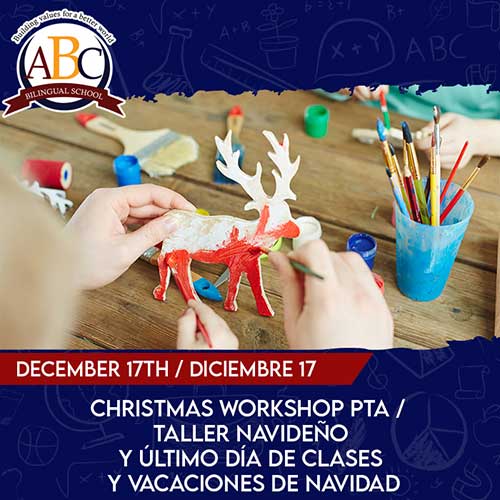 Building values for a better world
ABC
BILINGUAL SCHOOL
ABC
DECEMBER 17TH / DICIEMBRE 17
CHRISTMAS WORKSHOP PTA /
TALLER NAVIDEÑO
Y ÚLTIMO DÍA DE CLASES
Y VACACIONES DE NAVIDAD